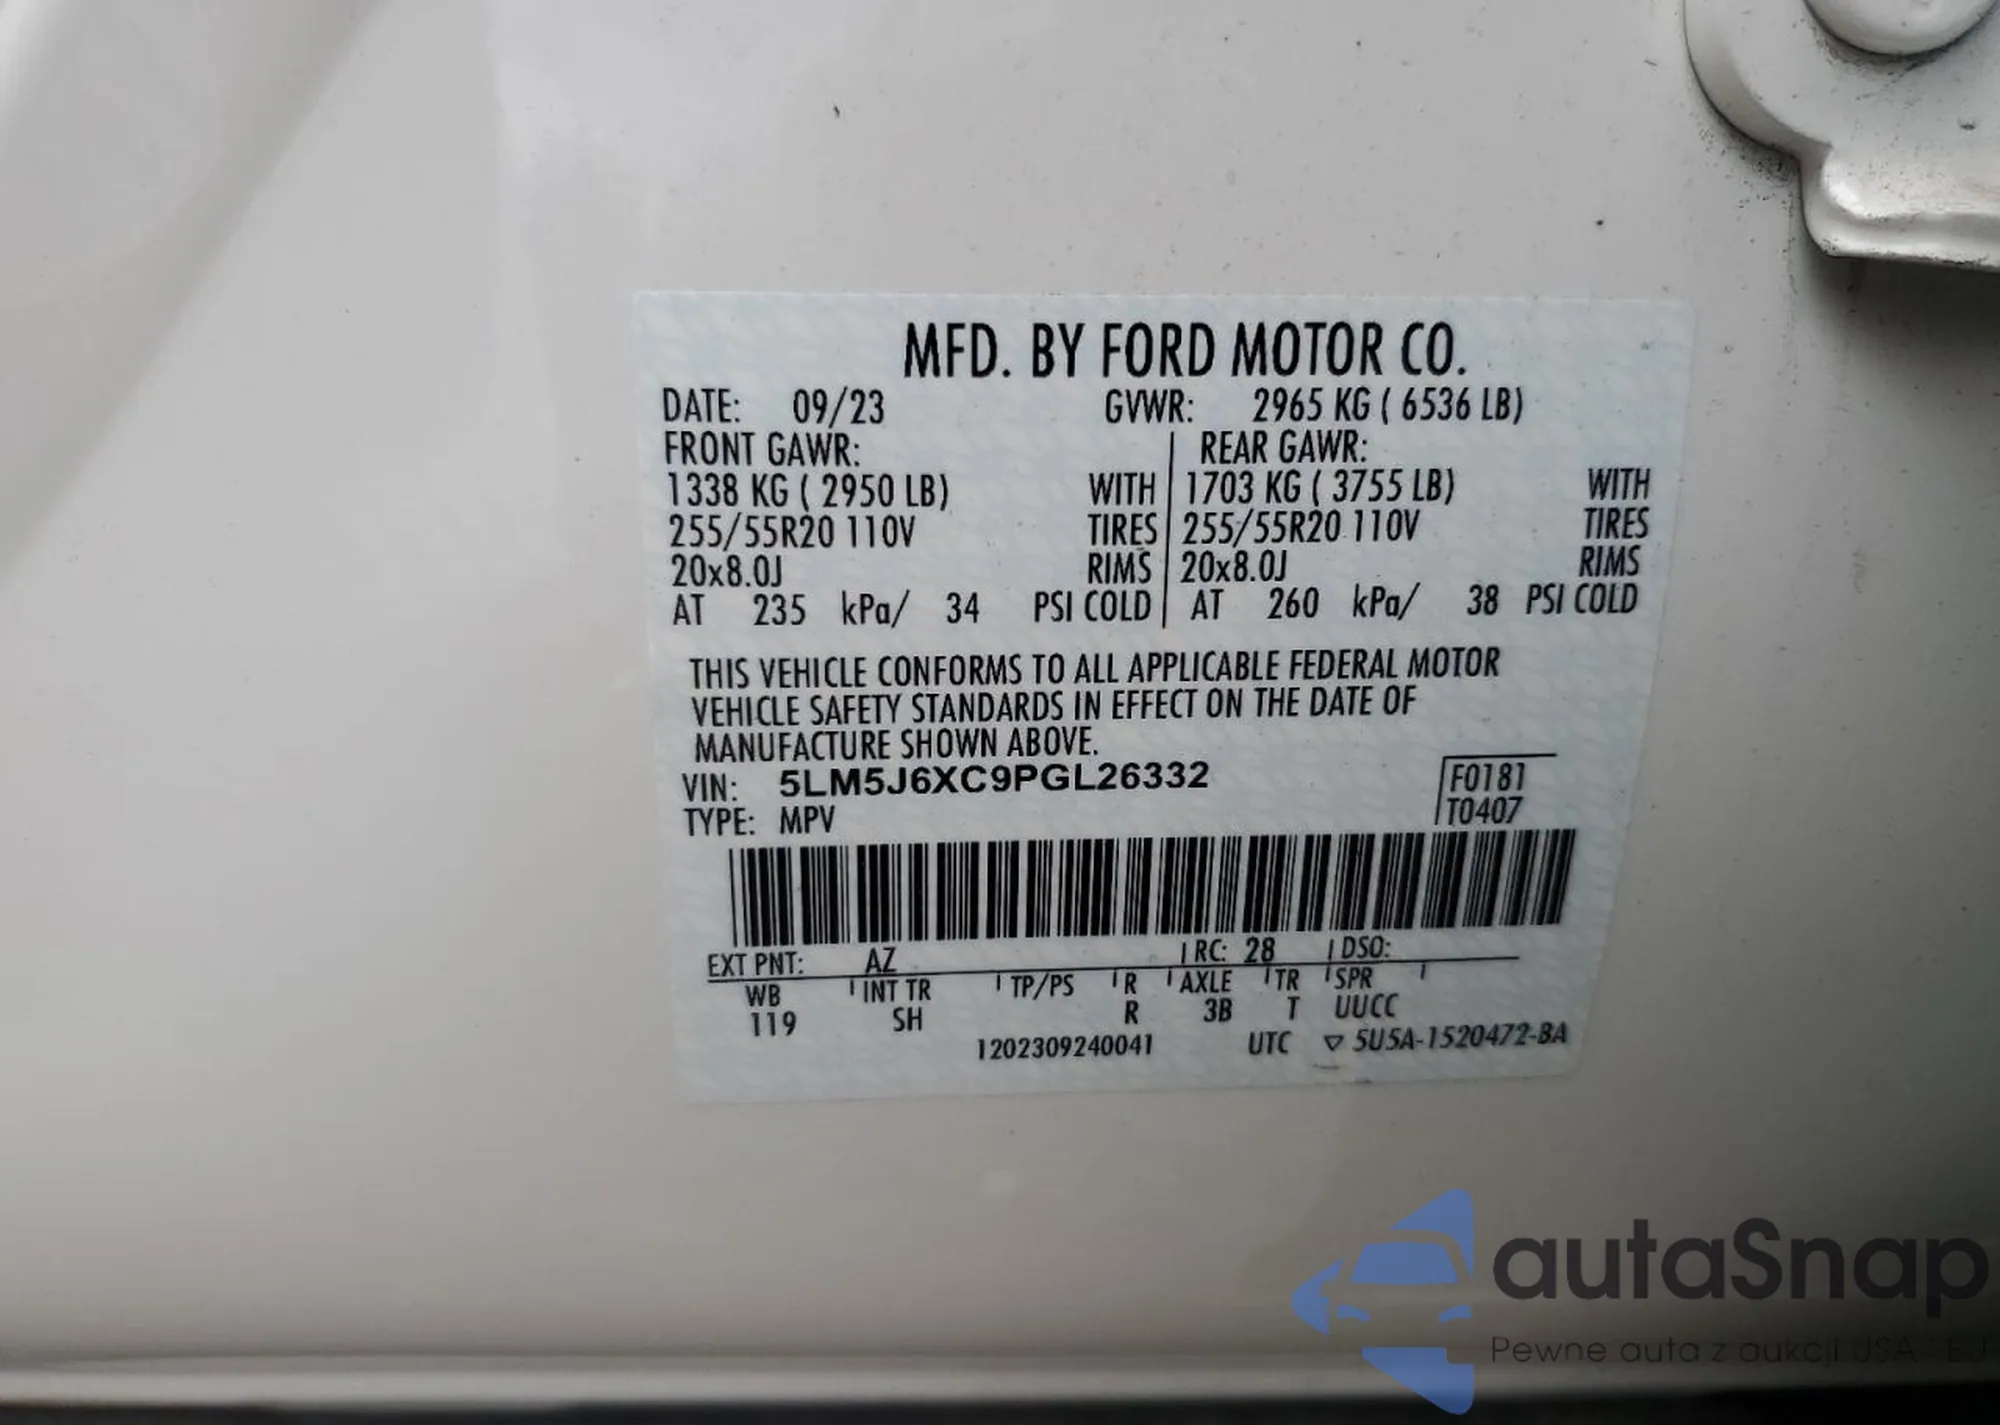 MFD. BY FORD MOTOR CO.
DATE: 09/23 GVWR: 2965 KG ( 6536 LB)
FRONT GAWR: REAR GAWR:
1338 KG ( 2950 LB) WITH 1703 KG ( 3755 LB) WITH
255/55R20 110V TIRES 255/55R20 110V TIRES
20x8.0J RIMS 20x8.0J RIMS
AT 235 kPa/ 34 PSI COLD AT 260 kPa/ 38 PSI COLD
THIS VEHICLE CONFORMS TO ALL APPLICABLE FEDERAL MOTOR
VEHICLE SAFETY STANDARDS IN EFFECT ON THE DATE OF
MANUFACTURE SHOWN ABOVE.
VIN: 5LM5J6XC9PGL26332 F0181
TYPE: MPV T0407
EXT PNT: AZ RC: 28 DSO:
WB INT TR TP/PS R AXLE TR SPR
119 SH R 3B T UUCC
1202309240041 UTC ▽ 5U5A-1520472-BA
autaSnap
Pewne auta z aukcji USA - EU